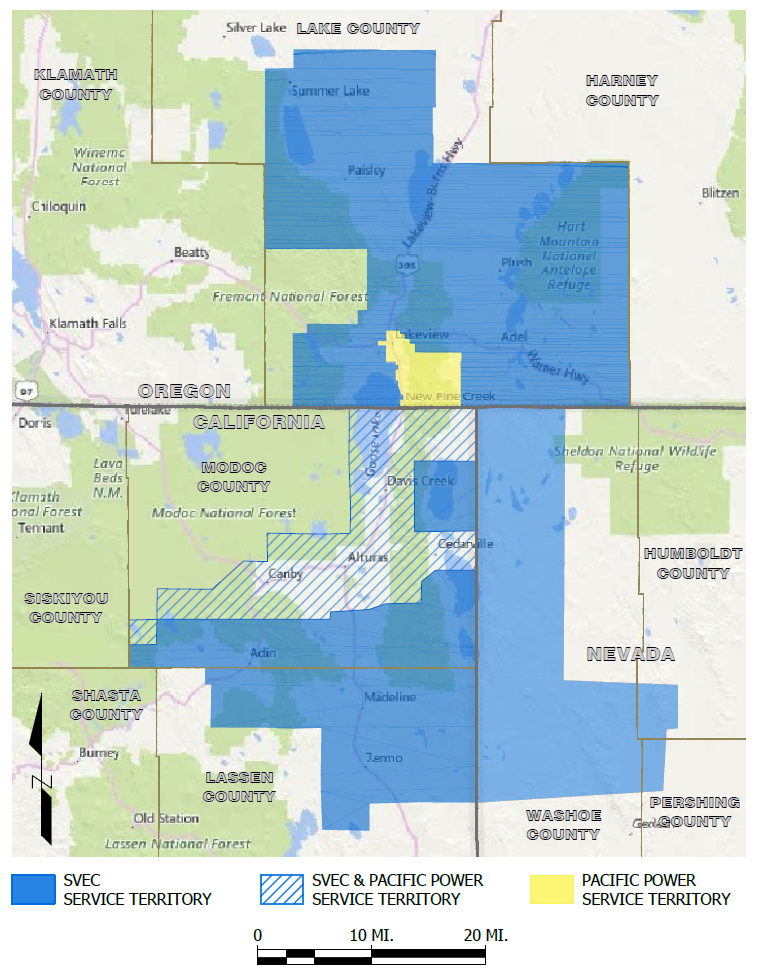 Silver Lake
LAKE COUNTY
KLAMATH
COUNTY
HARNEY
COUNTY
Summer Lake
Winema
National
Forest
Paisley
Lakeview-Burns Hwy
Chiloquin
Blitzen
Hart
Mountain
National
Antelope
Refuge
Beatty
395
Plush
Fremont National Forest
Klamath Falls
Lakeview
Adel
Warner Hwy
97
OREGON
New Pine Creek
Dorris
Tulelake
CALIFORNIA
Goose Lake
Lava
Beds
N.M.
MODOC
COUNTY
Sheldon National Wildlife
Refuge
Davis Creek
Klamath
onal Forest
Tennant
Modoc National Forest
Cedarville
HUMBOLDT
COUNTY
Alturas
Canby
SISKIYOU
COUNTY
Adin
NEVADA
SHASTA
COUNTY
Madeline
Burney
Termo
LASSEN
COUNTY
Z
Old Station
WASHOE
COUNTY
PERSHING
COUNTY
Lassen National Forest
SVEC
SERVICE TERRITORY
SVEC & PACIFIC POWER
SERVICE TERRITORY
PACIFIC POWER
SERVICE TERRITORY
0 10 MI. 20 MI.